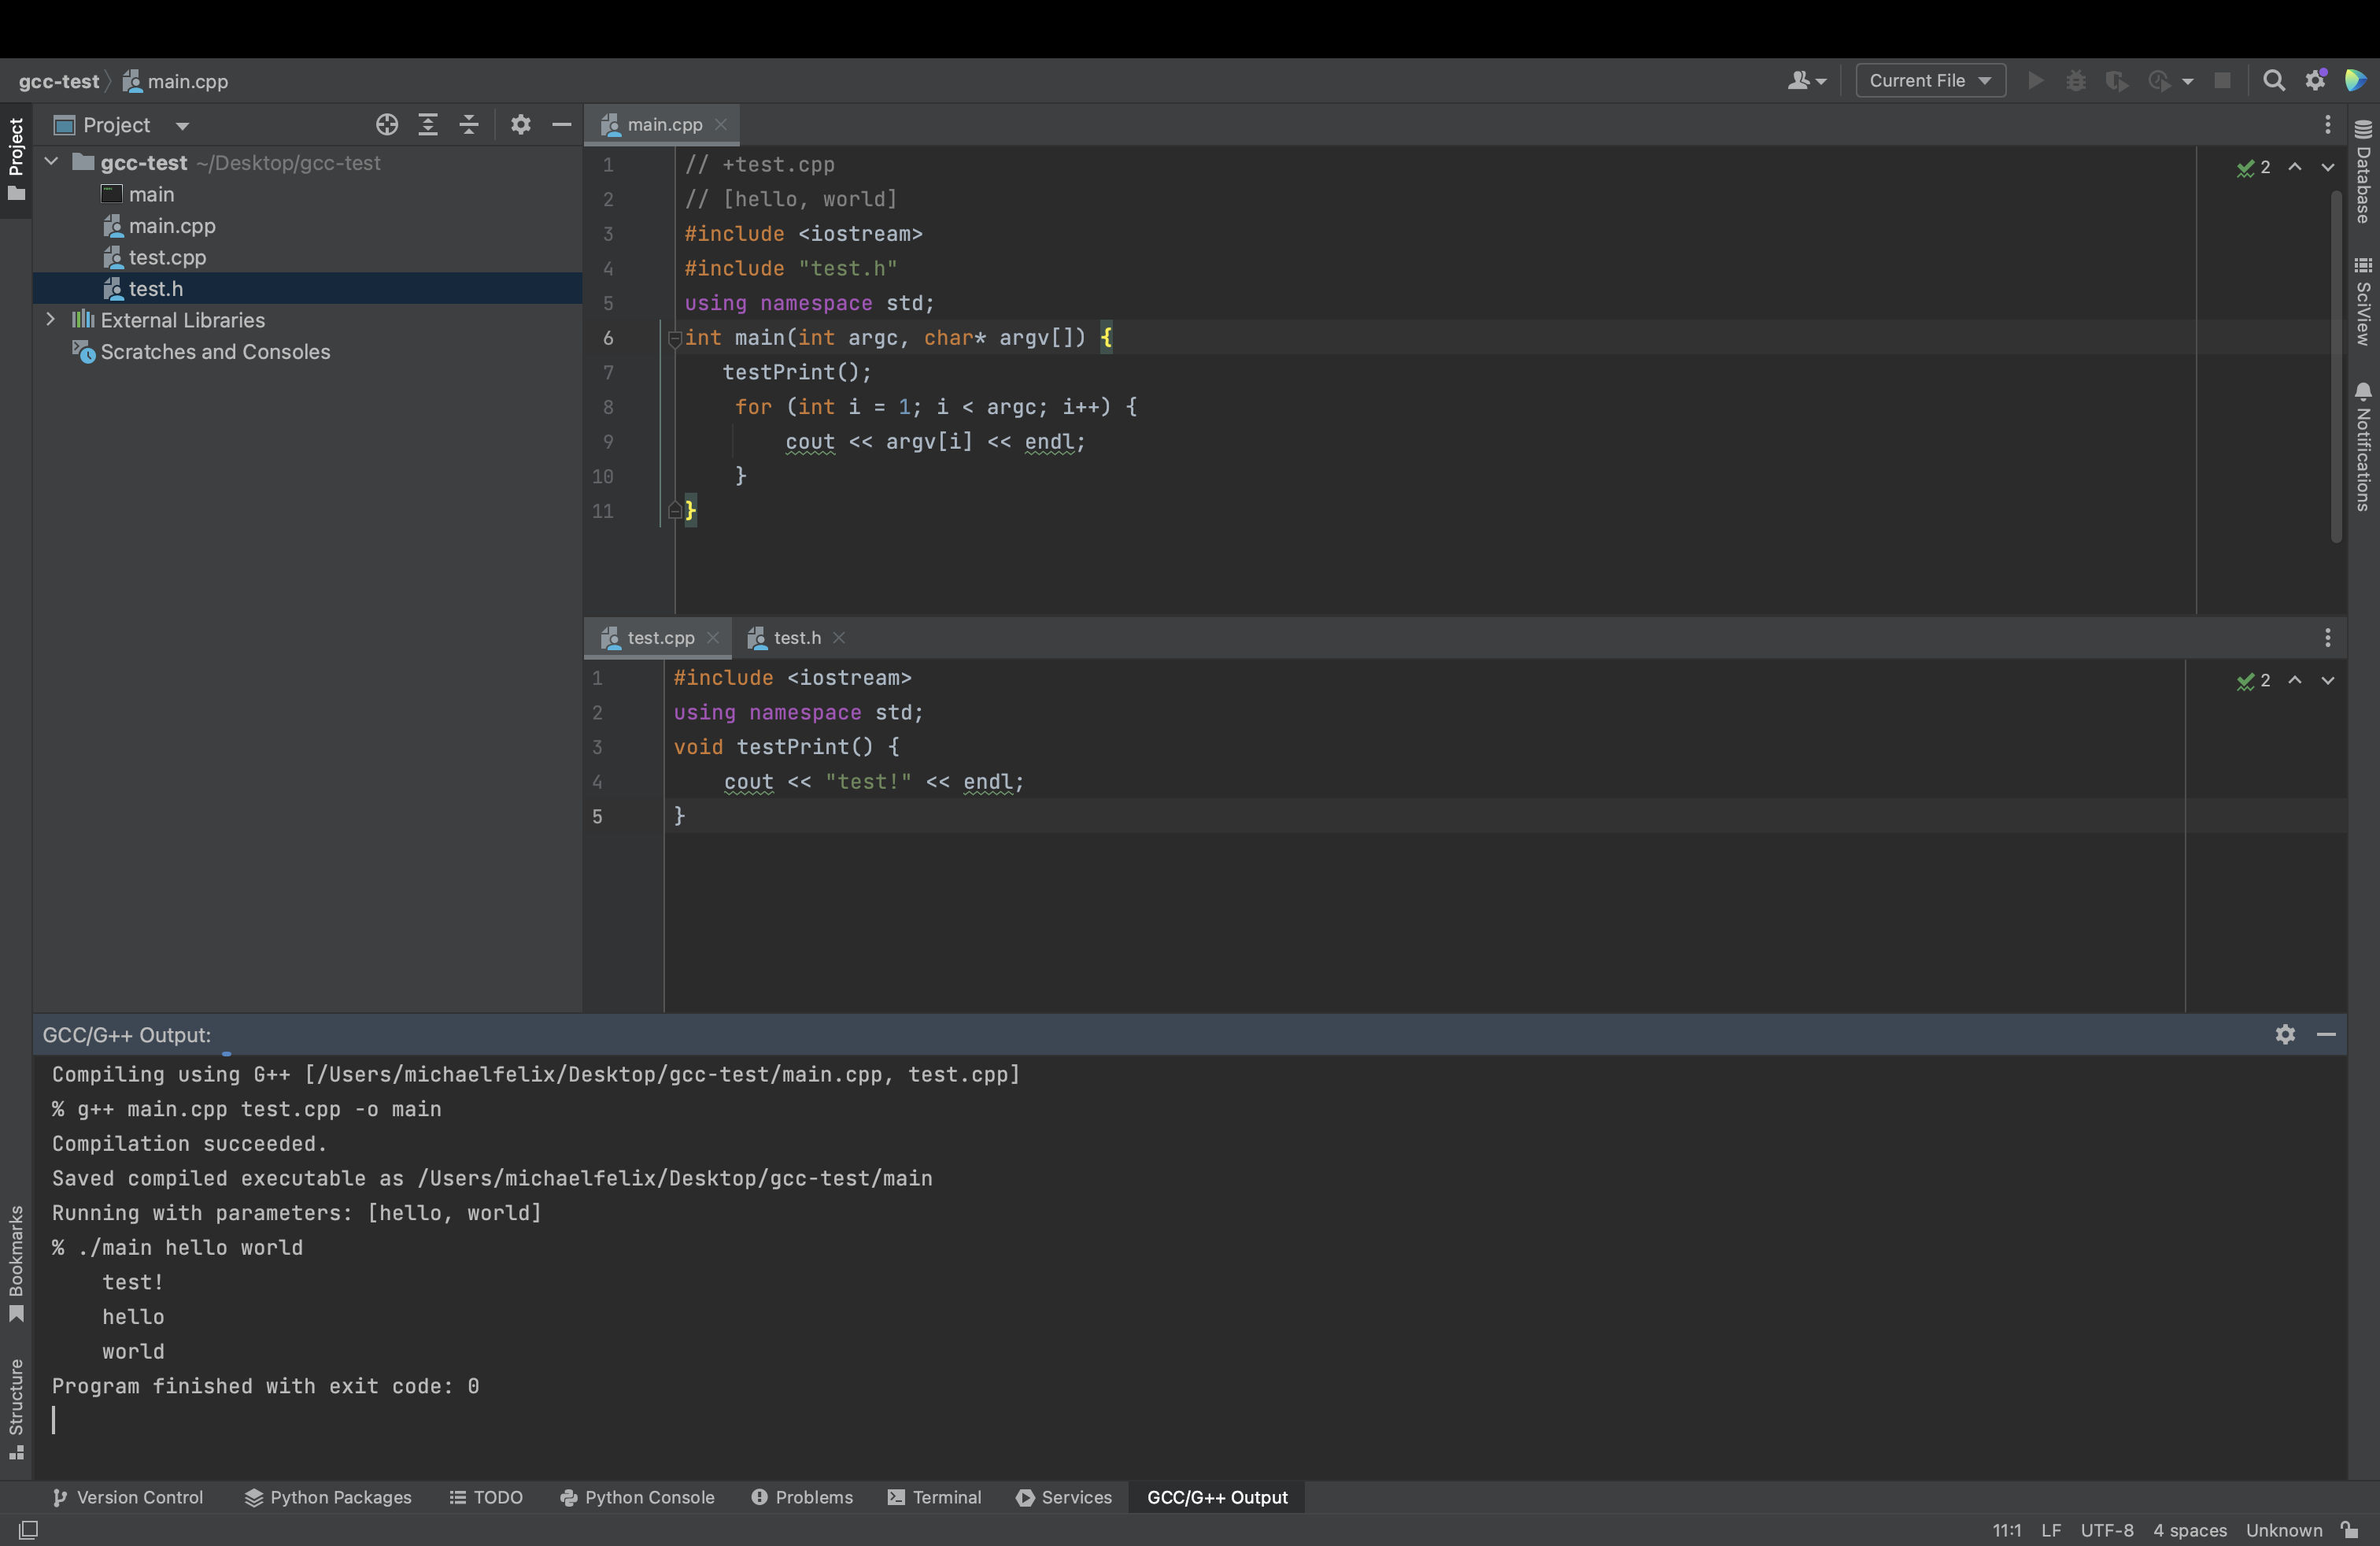 gcc-test main.cpp
Current File
Project
Project
gcc-test ~/Desktop/gcc-test
main
main.cpp
test.cpp
test.h
External Libraries
Scratches and Consoles
main.cpp
1 // +test.cpp
2 // [hello, world]
3 #include <iostream>
4 #include "test.h"
5 using namespace std;
6 int main(int argc, char* argv[]) {
7 testPrint();
8 for (int i = 1; i < argc; i++) {
9 cout << argv[i] << endl;
10 }
11 }
2
test.cpp test.h
1 #include <iostream>
2 using namespace std;
3 void testPrint() {
4 cout << "test!" << endl;
5 }
2
Database
SciView
Notifications
GCC/G++ Output:
Compiling using G++ [/Users/michaelfelix/Desktop/gcc-test/main.cpp, test.cpp]
% g++ main.cpp test.cpp -o main
Compilation succeeded.
Saved compiled executable as /Users/michaelfelix/Desktop/gcc-test/main
Running with parameters: [hello, world]
% ./main hello world
test!
hello
world
Program finished with exit code: 0
Bookmarks
Structure
Version Control Python Packages TODO Python Console Problems Terminal Services GCC/G++ Output
11:1 LF UTF-8 4 spaces Unknown